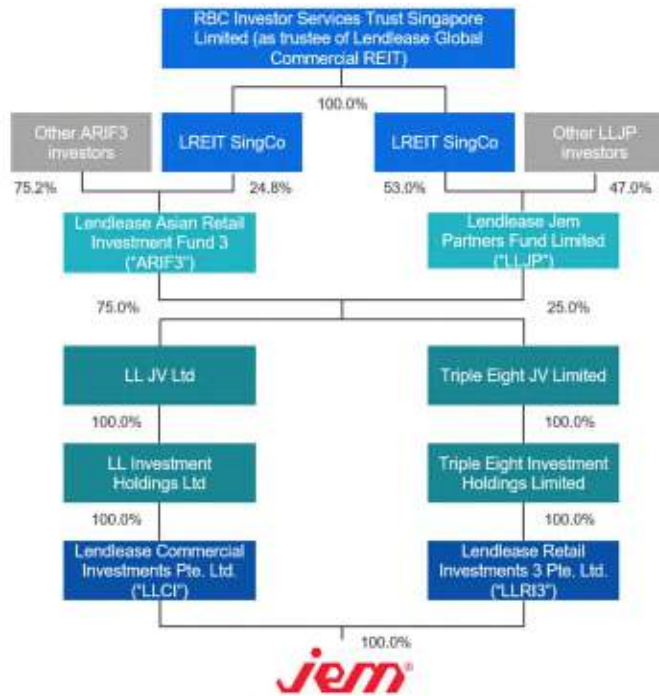 RBC Investor Services Trust Singapore
Limited (as trustee of Lendlease Global
Commercial REIT)
100.0%
Other ARIF3
investors
LREIT SingCo
LREIT SingCo
Other LLJP
investors
75.2%
24.8%
53.0%
47.0%
Lendlease Asian Retail
Investment Fund 3
("ARIF3")
Lendlease Jem
Partners Fund Limited
("LLJP")
75.0%
25.0%
LL JV Ltd
Triple Eight JV Limited
100.0%
100.0%
LL Investment
Holdings Ltd
Triple Eight Investment
Holdings Limited
100.0%
100.0%
Lendlease Commercial
Investments Pte. Ltd.
("LLCI")
Lendlease Retail
Investments 3 Pte. Ltd.
("LLRI3")
100.0%
jem®